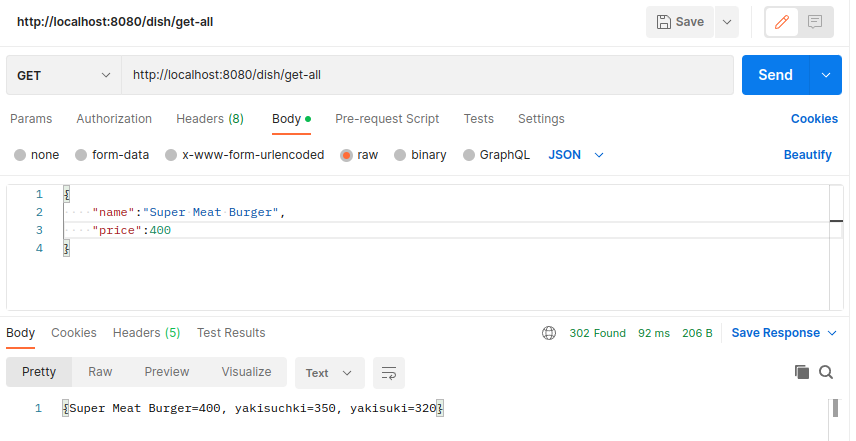 http://localhost:8080/dish/get-all Save
GET http://localhost:8080/dish/get-all Send
Params Authorization Headers (8) Body Pre-request Script Tests Settings Cookies
none form-data x-www-form-urlencoded raw binary GraphQL JSON Beautify
1 {
2 "name":"Super Meat Burger",
3 "price":400
4 }
Body Cookies Headers (5) Test Results 302 Found 92 ms 206 B Save Response
Pretty Raw Preview Visualize Text
1 {Super Meat Burger=400, yakisuchki=350, yakisuki=320}